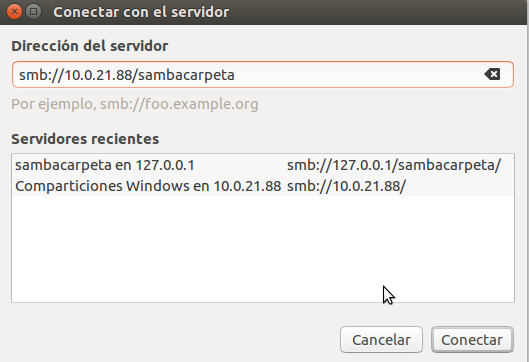 Conectar con el servidor
Dirección del servidor
smb://10.0.21.88/sambacarpeta
Por ejemplo, smb://foo.example.org
Servidores recientes
sambacarpeta en 127.0.0.1 smb://127.0.0.1/sambacarpeta/
Comparticiones Windows en 10.0.21.88 smb://10.0.21.88/
Cancelar Conectar